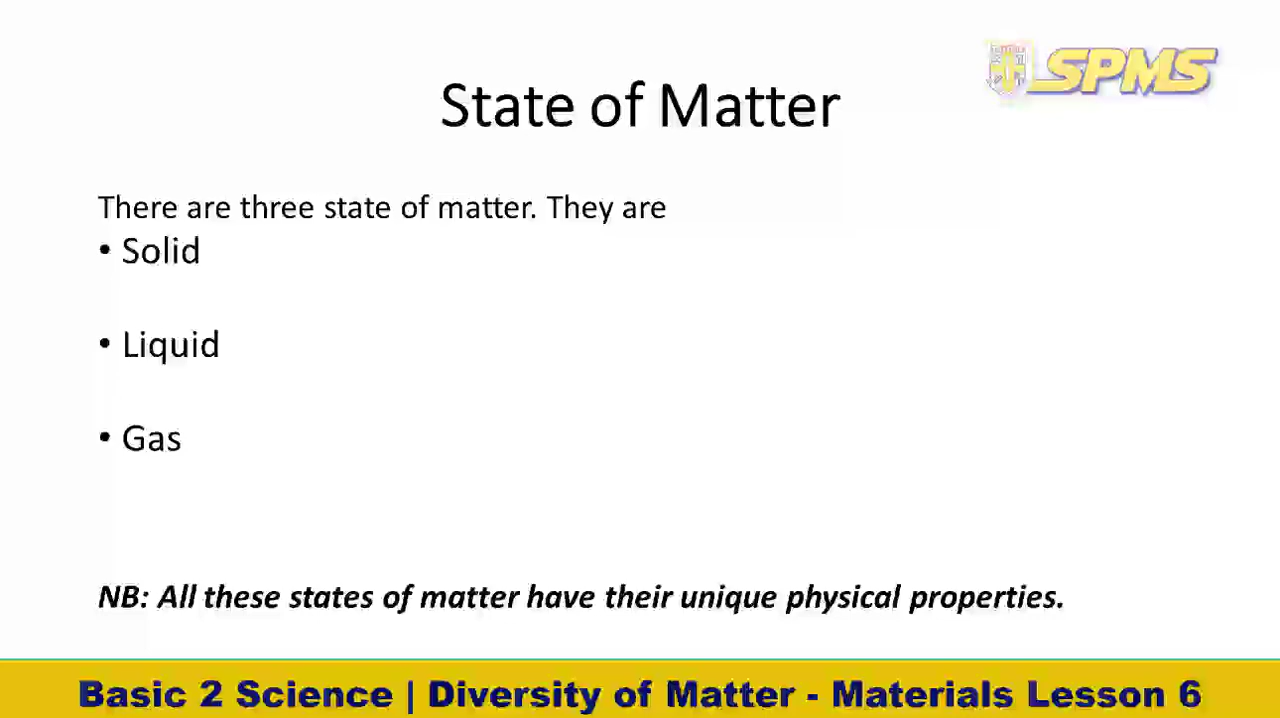 SPMS
State of Matter
There are three state of matter. They are
• Solid
• Liquid
• Gas
NB: All these states of matter have their unique physical properties.
Basic 2 Science | Diversity of Matter - Materials Lesson 6